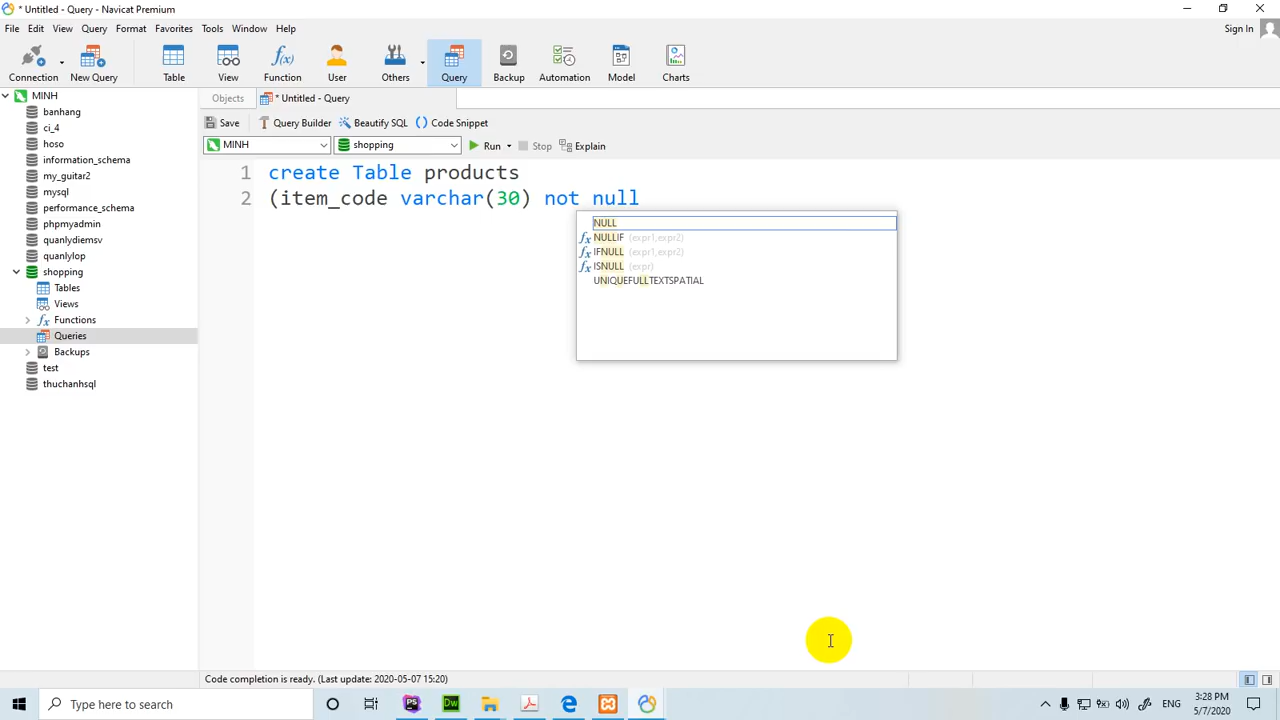 * Untitled - Query - Navicat Premium
File Edit View Query Format Tools Window Help
Sign In
Connection New Query Table View Function User Others Query Backup Automation Model Charts
MINH
banhang
ci_4
hoso
information_schema
my_guitar2
mysql
performance_schema
phpmyadmin
quanlydiemsv
quanlylop
shopping
Tables
Views
Functions
Queries
Backups
test
thuchanhsql
Objects * Untitled - Query
Save Query Builder Beautify SQL () Code Snippet
MINH shopping Run Stop Explain
1 create Table products
2 (item_code varchar(30) not null
NULL
NULLIF (expr1,expr2)
IFNULL (expr1,expr2)
ISNULL (expr)
UNIQUEFULLTEXTSPATIAL
Code completion is ready. (Last update: 2020-05-07 15:20)
Type here to search
PS
Dw
ENG
3:28 PM
5/7/2020